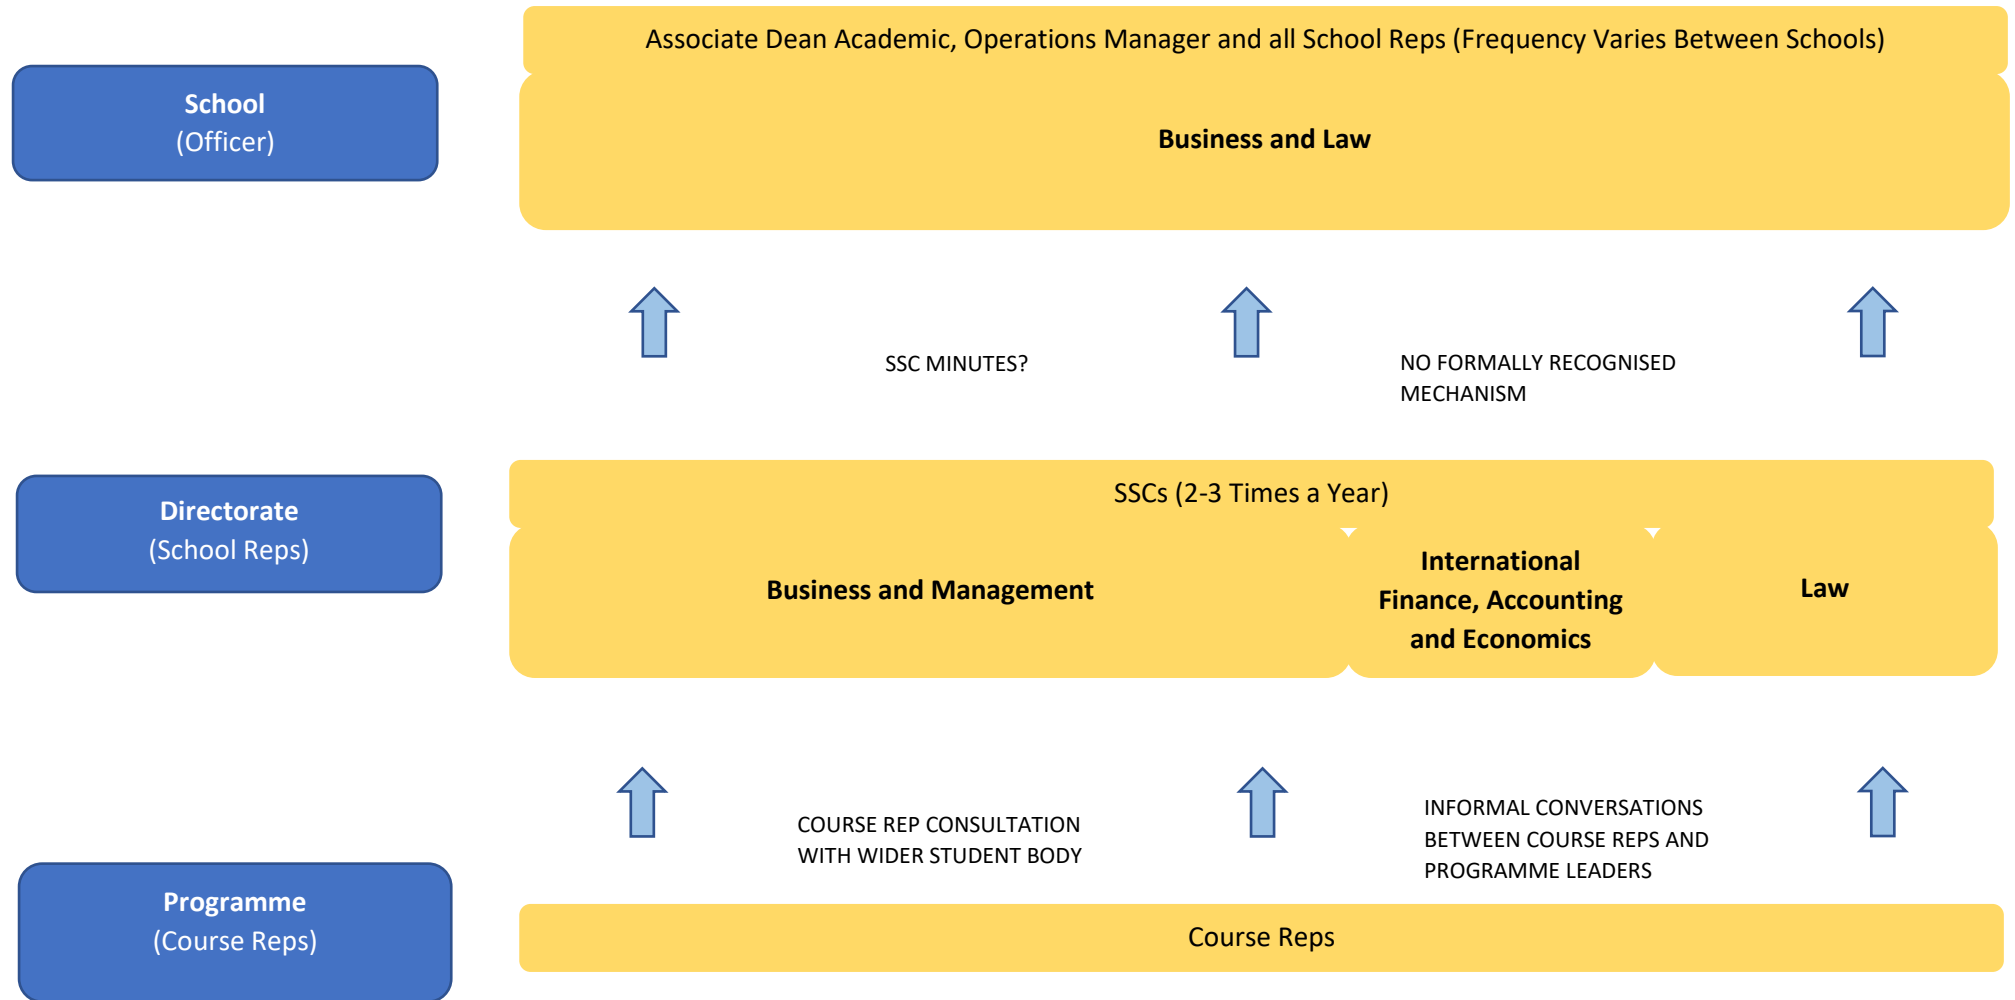 Associate Dean Academic, Operations Manager and all School Reps (Frequency Varies Between Schools)
School
(Officer)
Business and Law
SSC MINUTES?
NO FORMALLY RECOGNISED
MECHANISM
SSCs (2-3 Times a Year)
Directorate
(School Reps)
Business and Management
International
Finance, Accounting
and Economics
Law
COURSE REP CONSULTATION
WITH WIDER STUDENT BODY
INFORMAL CONVERSATIONS
BETWEEN COURSE REPS AND
PROGRAMME LEADERS
Programme
(Course Reps)
Course Reps